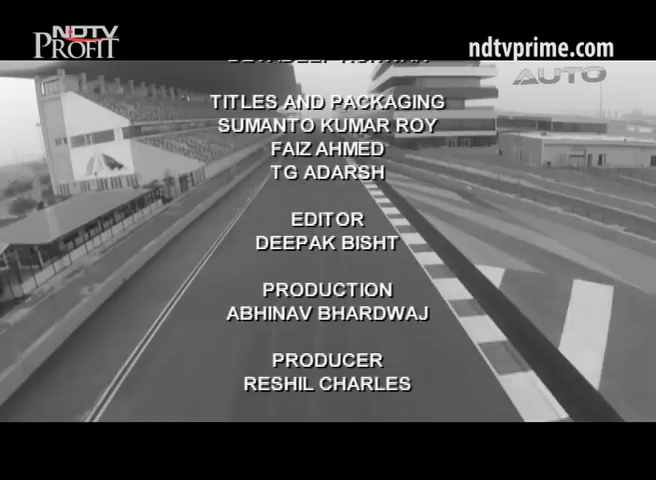 NDTV
PROFIT
ndtvprime.com
AUTO
TITLES AND PACKAGING
SUMANTO KUMAR ROY
FAIZ AHMED
TG ADARSH
EDITOR
DEEPAK BISHT
PRODUCTION
ABHINAV BHARDWAJ
PRODUCER
RESHIL CHARLES